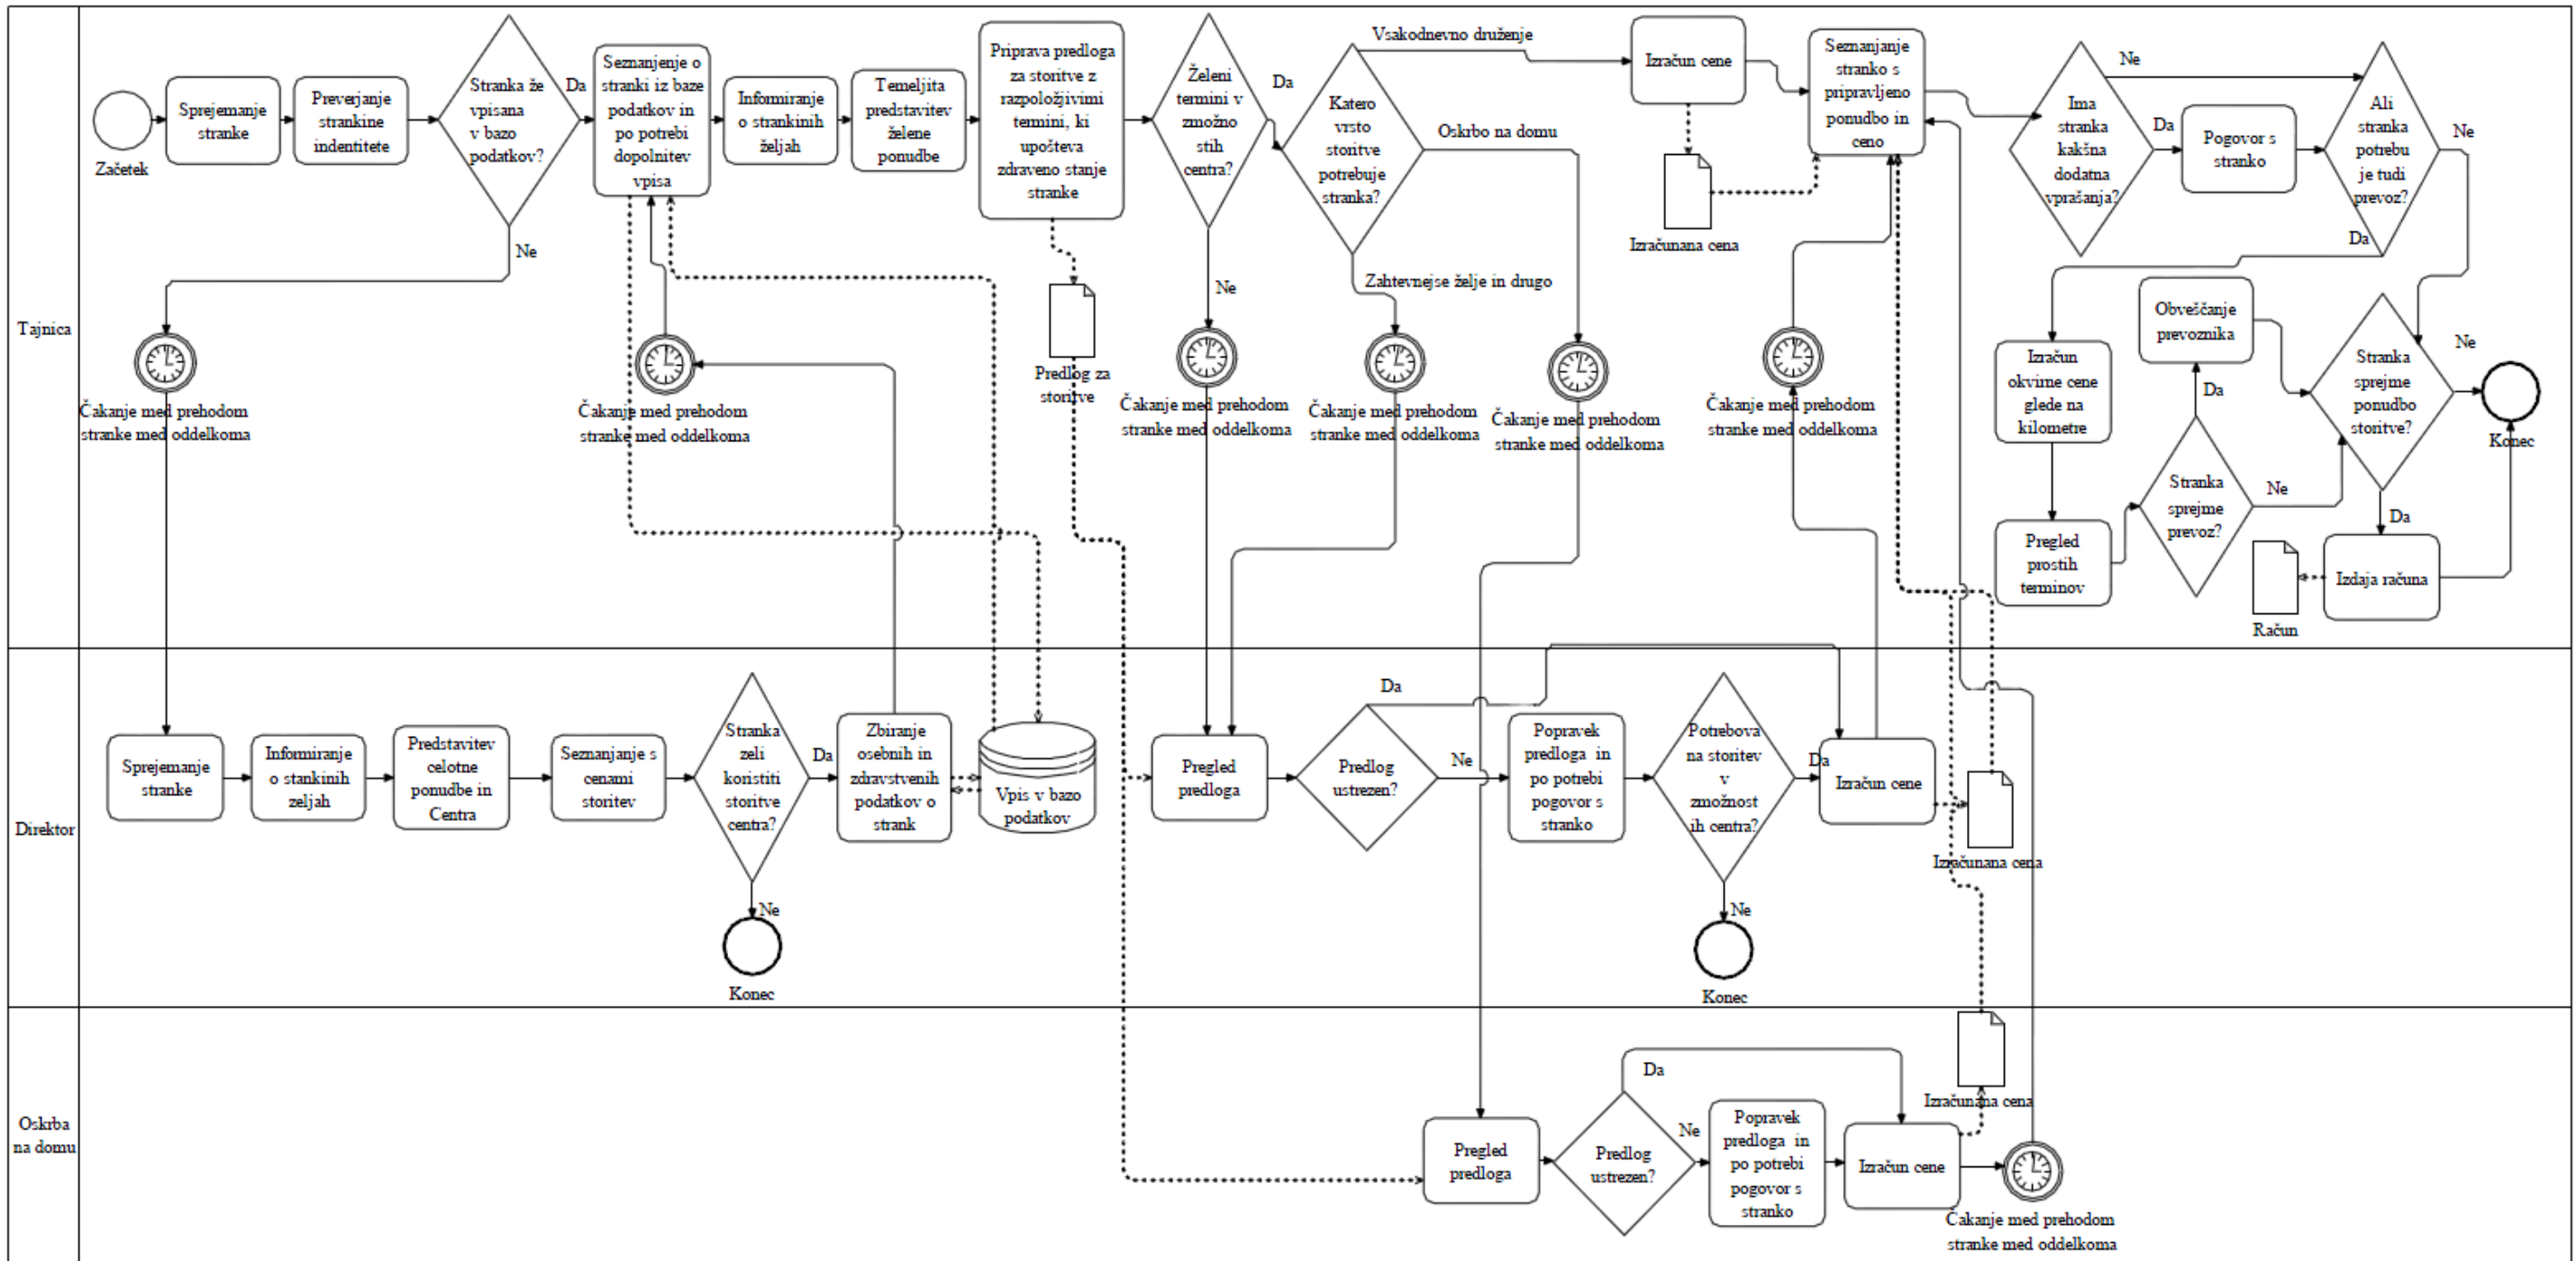 Tajnica
Začetek
Sprejemanje
stranke
Preverjanje
strankine
indentitete
Stranka že
vpisana
v bazo
podatkov?
Da
Ne
Seznanjenje o
stranki iz baze
podatkov in
po potrebi
dopolnitev
vpisa
Informiranje
o strankinih
željah
Temeljita
predstavitev
želene
ponudbe
Priprava predloga
za storitve z
razpoložjivimi
termini, ki
upošteva
zdraveno stanje
stranke
Želeni
termini v
zmožno
stih
centra?
Da
Ne
Katero
vrsto
storitve
potrebuje
stranka?
Vsakodnevno druženje
Oskrbo na domu
Zahtevnejse želje in drugo
Izračun cene
Izračunana cena
Seznanjanje
stranko s
pripravljeno
ponudbo in
ceno
Ima
stranka
kakšna
dodatna
vprašanja?
Ne
Da
Pogovor s
stranko
Ali
stranka
potrebu
je tudi
prevoz?
Ne
Da
Čakanje med prehodom
stranke med oddelkoma
Čakanje med prehodom
stranke med oddelkoma
Predlog za
storitve
Čakanje med prehodom
stranke med oddelkoma
Čakanje med prehodom
stranke med oddelkoma
Čakanje med prehodom
stranke med oddelkoma
Čakanje med prehodom
stranke med oddelkoma
Izračun
okvirne cene
glede na
kilometre
Pregled
prostih
terminov
Obveščanje
prevoznika
Da
Stranka
sprejme
prevoz?
Ne
Stranka
sprejme
ponudbo
storitve?
Ne
Konec
Da
Izdaja računa
Račun
Direktor
Sprejemanje
stranke
Informiranje
o stankinih
zeljah
Predstavitev
celotne
ponudbe in
Centra
Seznanjanje s
cenami
storitev
Stranka
zeli
koristiti
storitve
centra?
Da
Ne
Konec
Zbiranje
osebnih in
zdravstvenih
podatkov o
strank
Vpis v bazo
podatkov
Pregled
predloga
Predlog
ustrezen?
Da
Ne
Popravek
predloga in
po potrebi
pogovor s
stranko
Potrebova
na storitev
v
zmožnost
ih centra?
Da
Ne
Konec
Izračun cene
Izračunana cena
Oskrba
na domu
Pregled
predloga
Predlog
ustrezen?
Da
Ne
Popravek
predloga in
po potrebi
pogovor s
stranko
Izračun cene
Izračunana cena
Čakanje med prehodom
stranke med oddelkoma